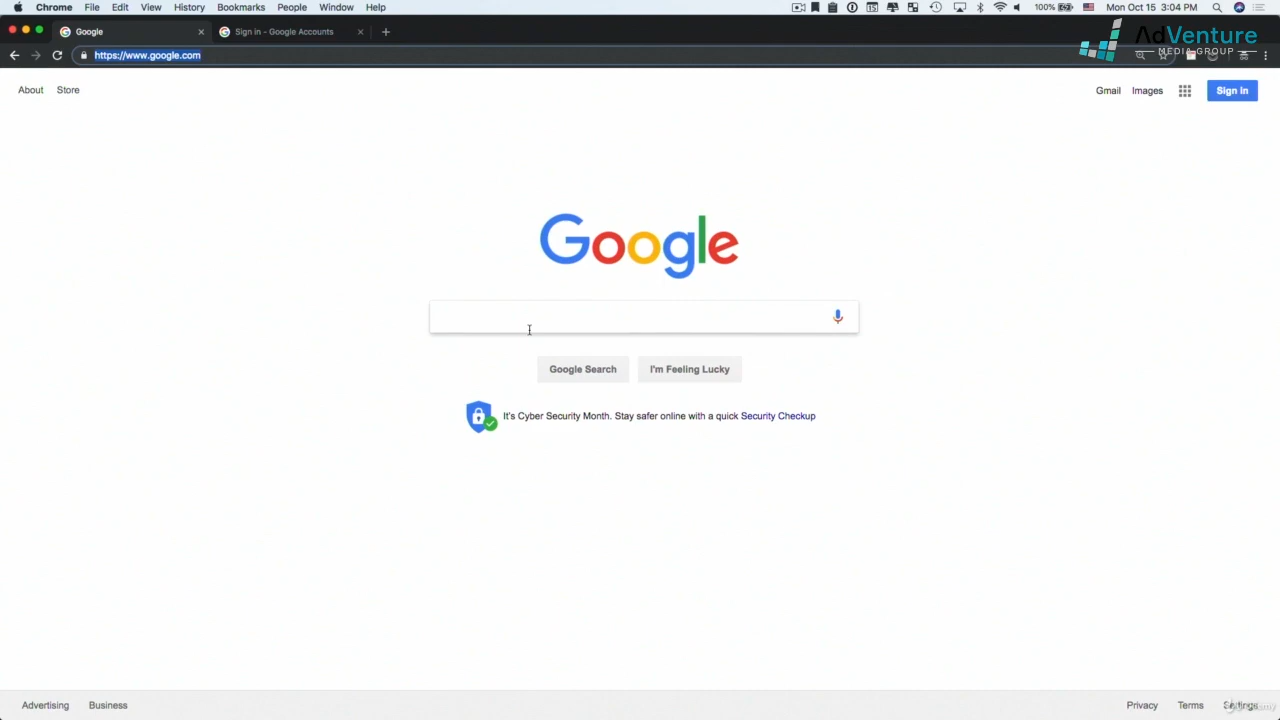 Chrome File Edit View History Bookmarks People Window Help 100% Mon Oct 15 3:04 PM
Google Sign in - Google Accounts
AdVenture
MEDIA GROUP
https://www.google.com
About Store Gmail Images Sign in
Google
Google Search I'm Feeling Lucky
It's Cyber Security Month. Stay safer online with a quick Security Checkup
Advertising Business Privacy Terms Settings